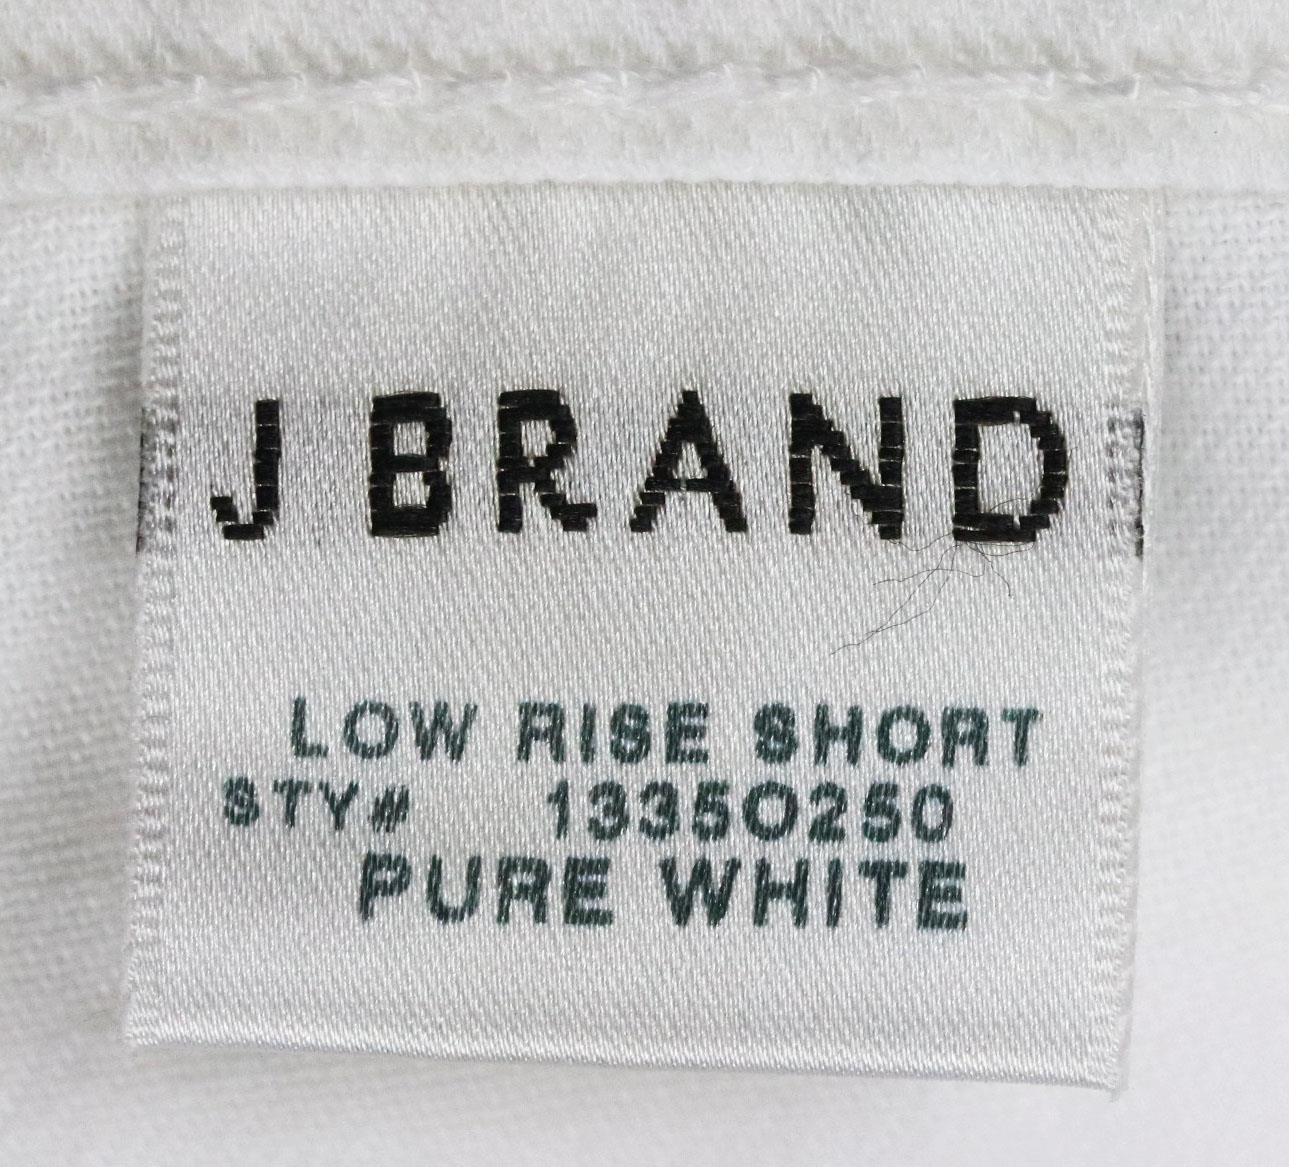 J BRAND
LOW RISE SHORT
STY# 1335O250
PURE WHITE